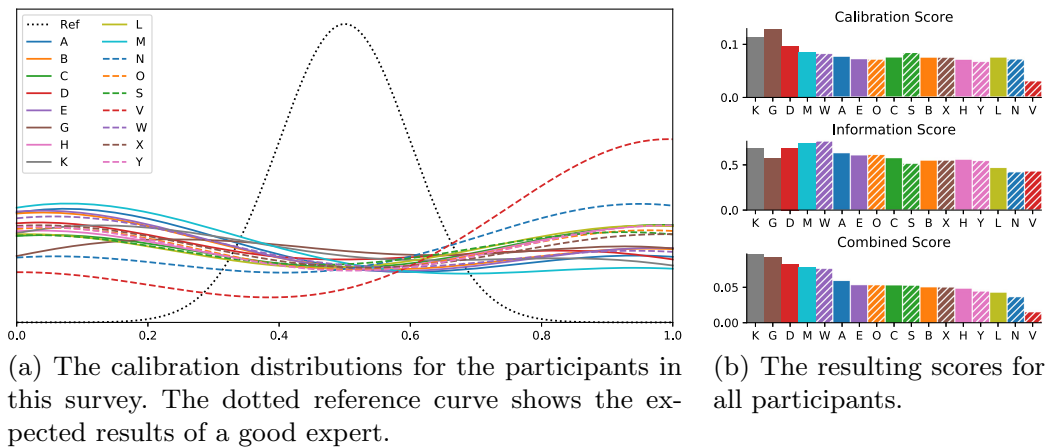 Ref
A
B
C
D
E
G
H
K
L
M
N
O
S
V
W
X
Y
0.0 0.2 0.4 0.6 0.8 1.0
(a) The calibration distributions for the participants in
this survey. The dotted reference curve shows the ex-
pected results of a good expert.
Calibration Score
0.1
0.0
K G D M W A E O C S B X H Y L N V
Information Score
0.5
0.0
K G D M W A E O C S B X H Y L N V
Combined Score
0.05
0.00
K G D M W A E O C S B X H Y L N V
(b) The resulting scores for
all participants.